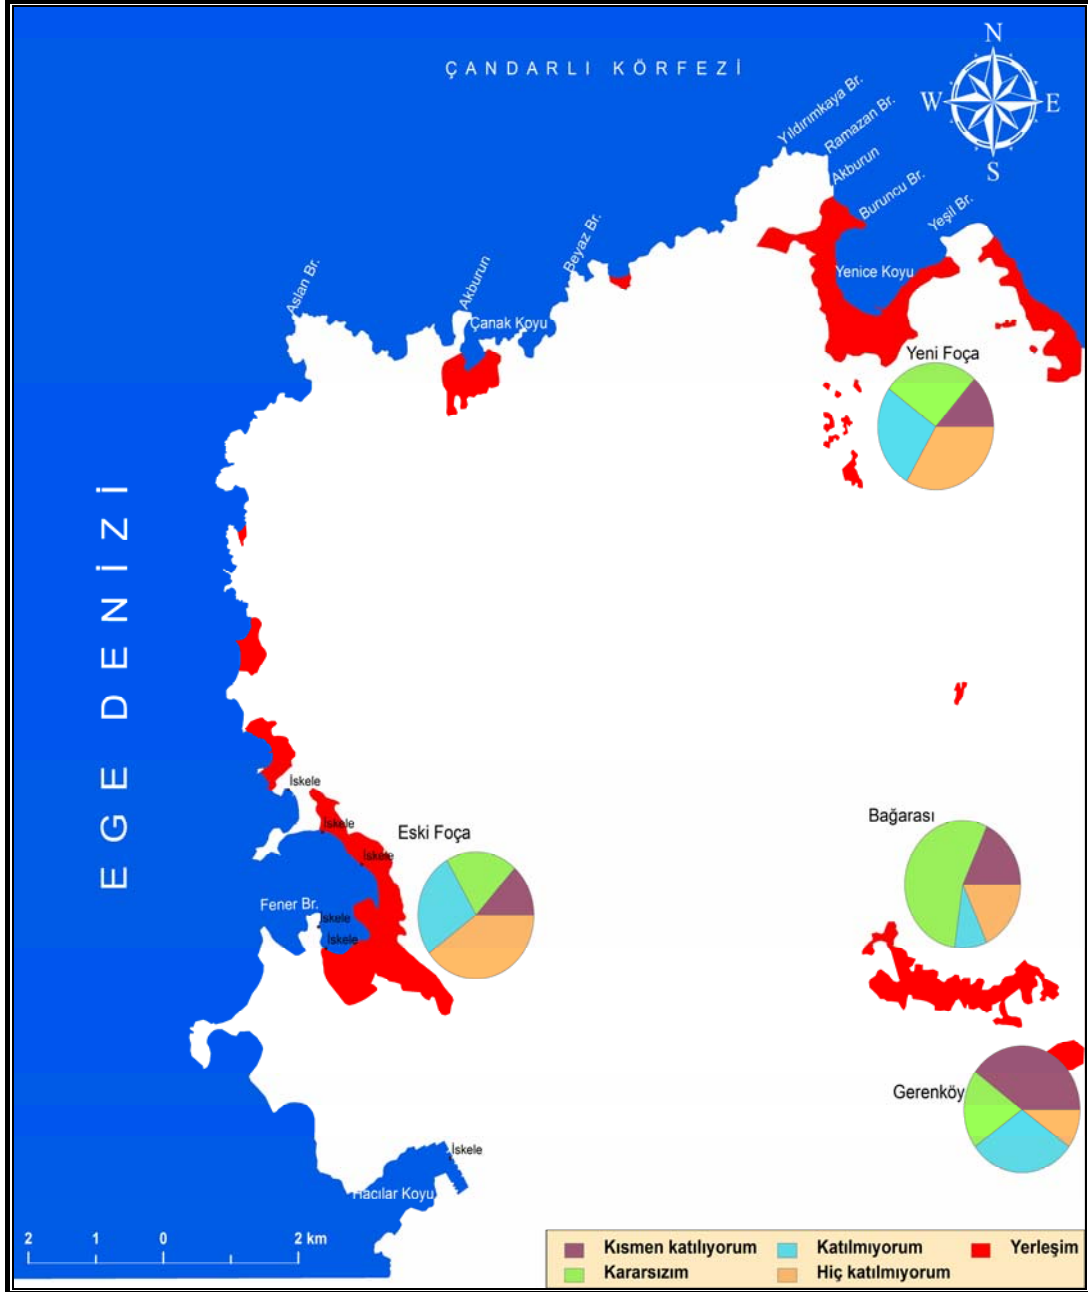 N
ÇANDARLI KÖRFEZİ
Yıldırımkaya Br.
Ramazan Br.
W
E
S
Akburun
Buruncu Br.
Yeşil Br.
Beyaz Br.
Yenice Koyu
Aslan Br.
Akburun
Çanak Koyu
Yeni Foça
EGE DENİZİ
İskele
Bağarası
İskele
Eski Foça
İskele
Fener Br.
İskele
İskele
Gerenköy
İskele
Hacılar Koyu
2 1 0 2 km
Kısmen katılıyorum Katılmıyorum Yerleşim
Kararsızım Hiç katılmıyorum